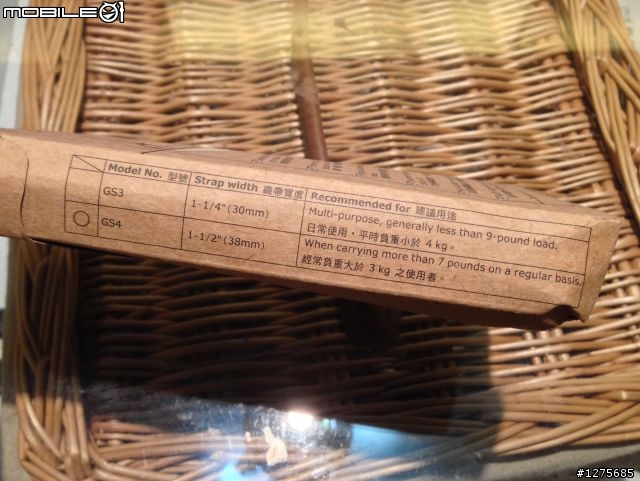 MOBILE01
Model No. 型號 Strap width 織帶寬度 Recommended for 建議用途
GS3 1-1/4" (30mm) Multi-purpose, generally less than 9-pound load.
日常使用，平時負重小於 4 kg。
GS4 1-1/2" (38mm) When carrying more than 7 pounds on a regular basis.
經常負重大於 3 kg 之使用者。
#1275685